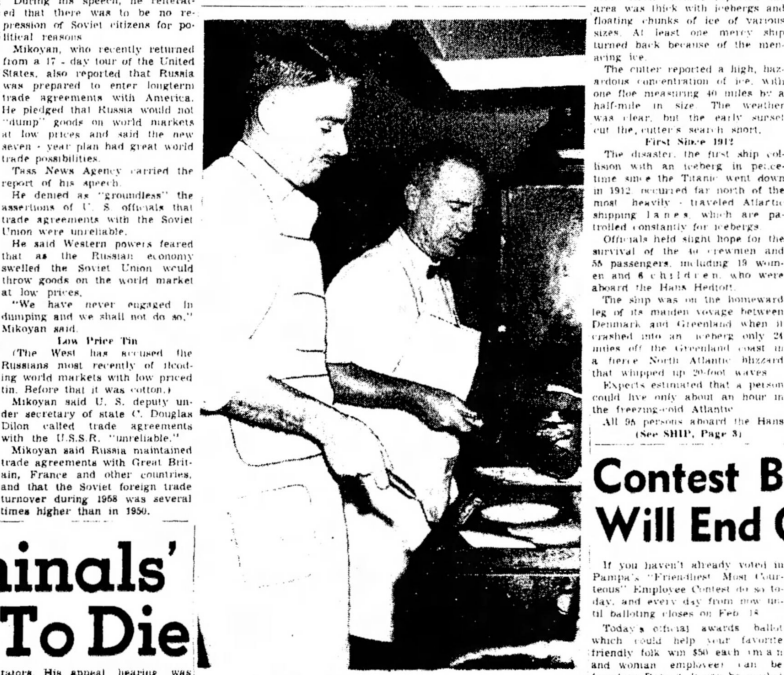 During his speech, he reiterat-
ed that there was to be no re-
pression of Soviet citizens for po-
litical reasons
Mikoyan, who recently returned
from a 17 - day tour of the United
States, also reported that Russia
was prepared to enter longterm
trade agreements with America.
He pledged that Russia would not
"dump" goods on world markets
at low prices and said the new
seven - year plan had great world
trade possibilities.
Tass News Agency carried the
report of his speech.
He denied as "groundless" the
assertions of U. S. officials that
trade agreements with the Soviet
Union were unreliable.
He said Western powers feared
that as the Russian economy
swelled the Soviet Union would
throw goods on the world market
at low prices,
"We have never engaged in
dumping and we shall not do so,"
Mikoyan said.
Low Price Tin
(The West has accused the
Russians most recently of flood-
ing world markets with low priced
tin. Before that it was cotton.)
Mikoyan said U. S. deputy un-
der secretary of state C. Douglas
Dilon called trade agreements
with the U.S.S.R. "unreliable."
Mikoyan said Russia maintained
trade agreements with Great Brit-
ain, France and other countries,
and that the Soviet foreign trade
turnover during 1958 was several
times higher than in 1950.
inals'
To Die
rators. His appeal hearing was
area was thick with icebergs and
floating chunks of ice of various
sizes. At least one mercy ship
turned back because of the men-
acing ice.
The cutter reported a high, haz-
ardous concentration of ice, with
one floe measuring 40 miles by a
half-mile in size. The weather
was clear, but the early sunset
cut the cutter's search short.
First Since 1912
The disaster, the first ship col-
lision with an iceberg in peace-
time since the Titanic went down
in 1912, occurred far north of the
most heavily - traveled Atlantic
shipping lanes, which are pa-
trolled constantly for icebergs
Officials held slight hope for the
survival of the 40 crewmen and
55 passengers, including 19 wom-
en and 6 children, who were
aboard the Hans Hedtoft.
The ship was on the homeward
leg of its maiden voyage between
Denmark and Greenland when it
crashed into an iceberg only
miles off the Greenland coast in
a fierce North Atlantic blizzard
that whipped up 20-foot waves
Experts estimated that a person
could live only about an hour in
the freezing-cold Atlantic
All 95 persons aboard the Hans
(See SHIP, Page 3)
Contest B
Will End
If you haven't already voted in
Pampa's "Friendliest Most Cour-
teous" Employee Contest do so to-
day, and every day from now un-
til balloting closes on Feb. 14
Today's official awards ballot
which could help your favorite
friendly folk win $50 each (man
and woman employee) can be